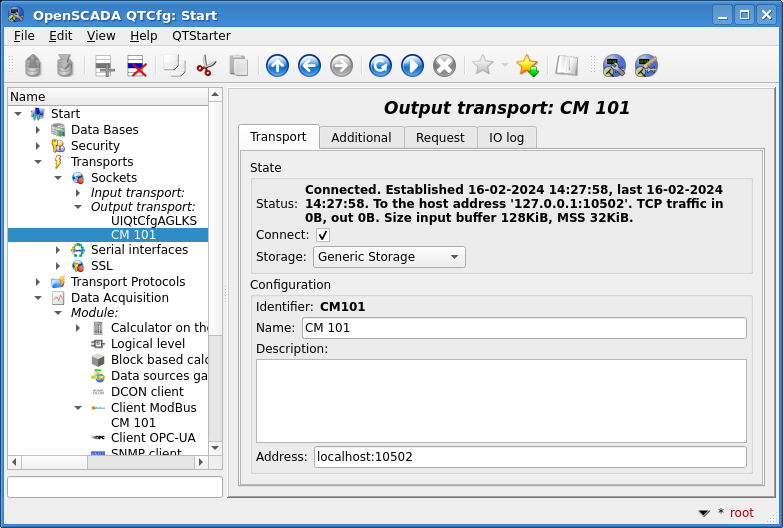 OpenSCADA QTCfg: Start
File Edit View Help QTStarter
Name
Start
Data Bases
Security
Transports
Sockets
Input transport:
Output transport:
UIQtCfgAGLKS
CM 101
Serial interfaces
SSL
Transport Protocols
Data Acquisition
Module:
Calculator on the
Logical level
Block based calc
Data sources ga
DCON client
Client ModBus
CM 101
Client OPC-UA
SNMP client
Output transport: CM 101
Transport Additional Request IO log
State
Status: Connected. Established 16-02-2024 14:27:58, last 16-02-2024
14:27:58. To the host address '127.0.0.1:10502'. TCP traffic in
0B, out 0B. Size input buffer 128KiB, MSS 32KiB.
Connect:
Storage: Generic Storage
Configuration
Identifier: CM101
Name: CM 101
Description:
Address: localhost:10502
* root